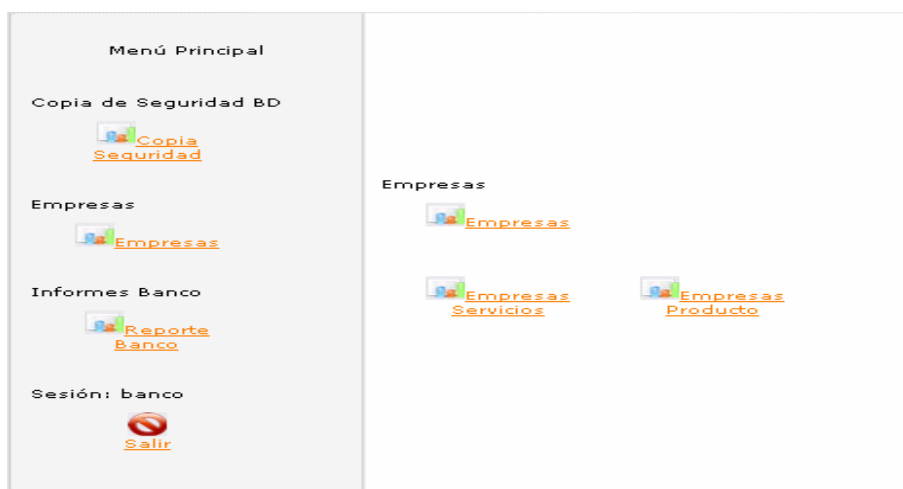 Menú Principal
Copia de Seguridad BD
Copia
Seguridad
Empresas
Empresas
Informes Banco
Reporte
Banco
Sesión: banco
Salir
Empresas
Empresas
Empresas
Servicios
Empresas
Producto